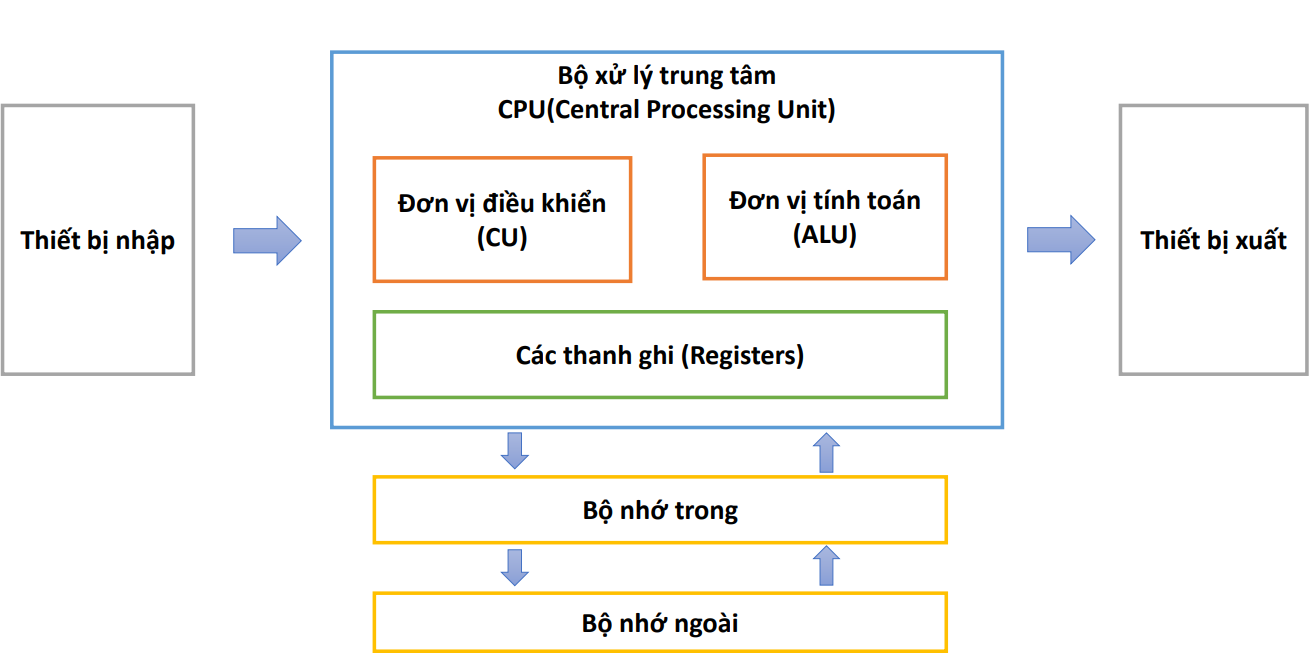 Bộ xử lý trung tâm
CPU(Central Processing Unit)
Thiết bị nhập
Đơn vị điều khiển
(CU)
Đơn vị tính toán
(ALU)
Thiết bị xuất
Các thanh ghi (Registers)
Bộ nhớ trong
Bộ nhớ ngoài